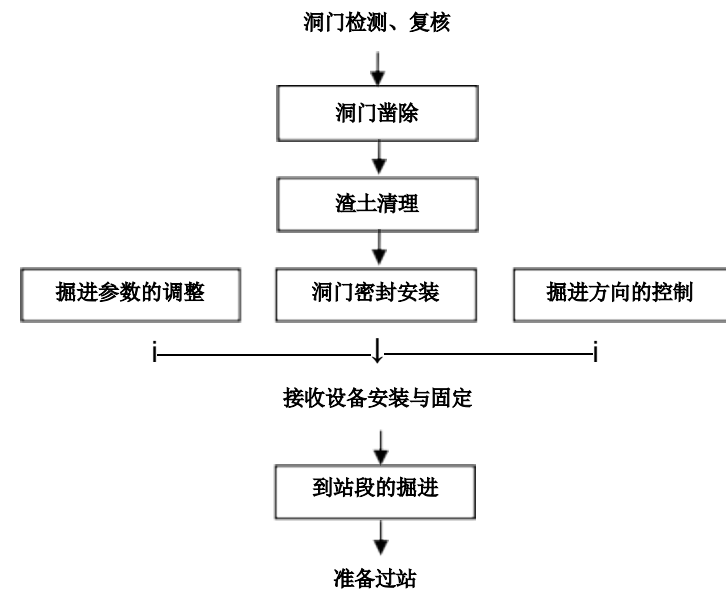 洞门检测、复核
洞门凿除
渣土清理
掘进参数的调整
洞门密封安装
掘进方向的控制
i
i
接收设备安装与固定
到站段的掘进
准备过站